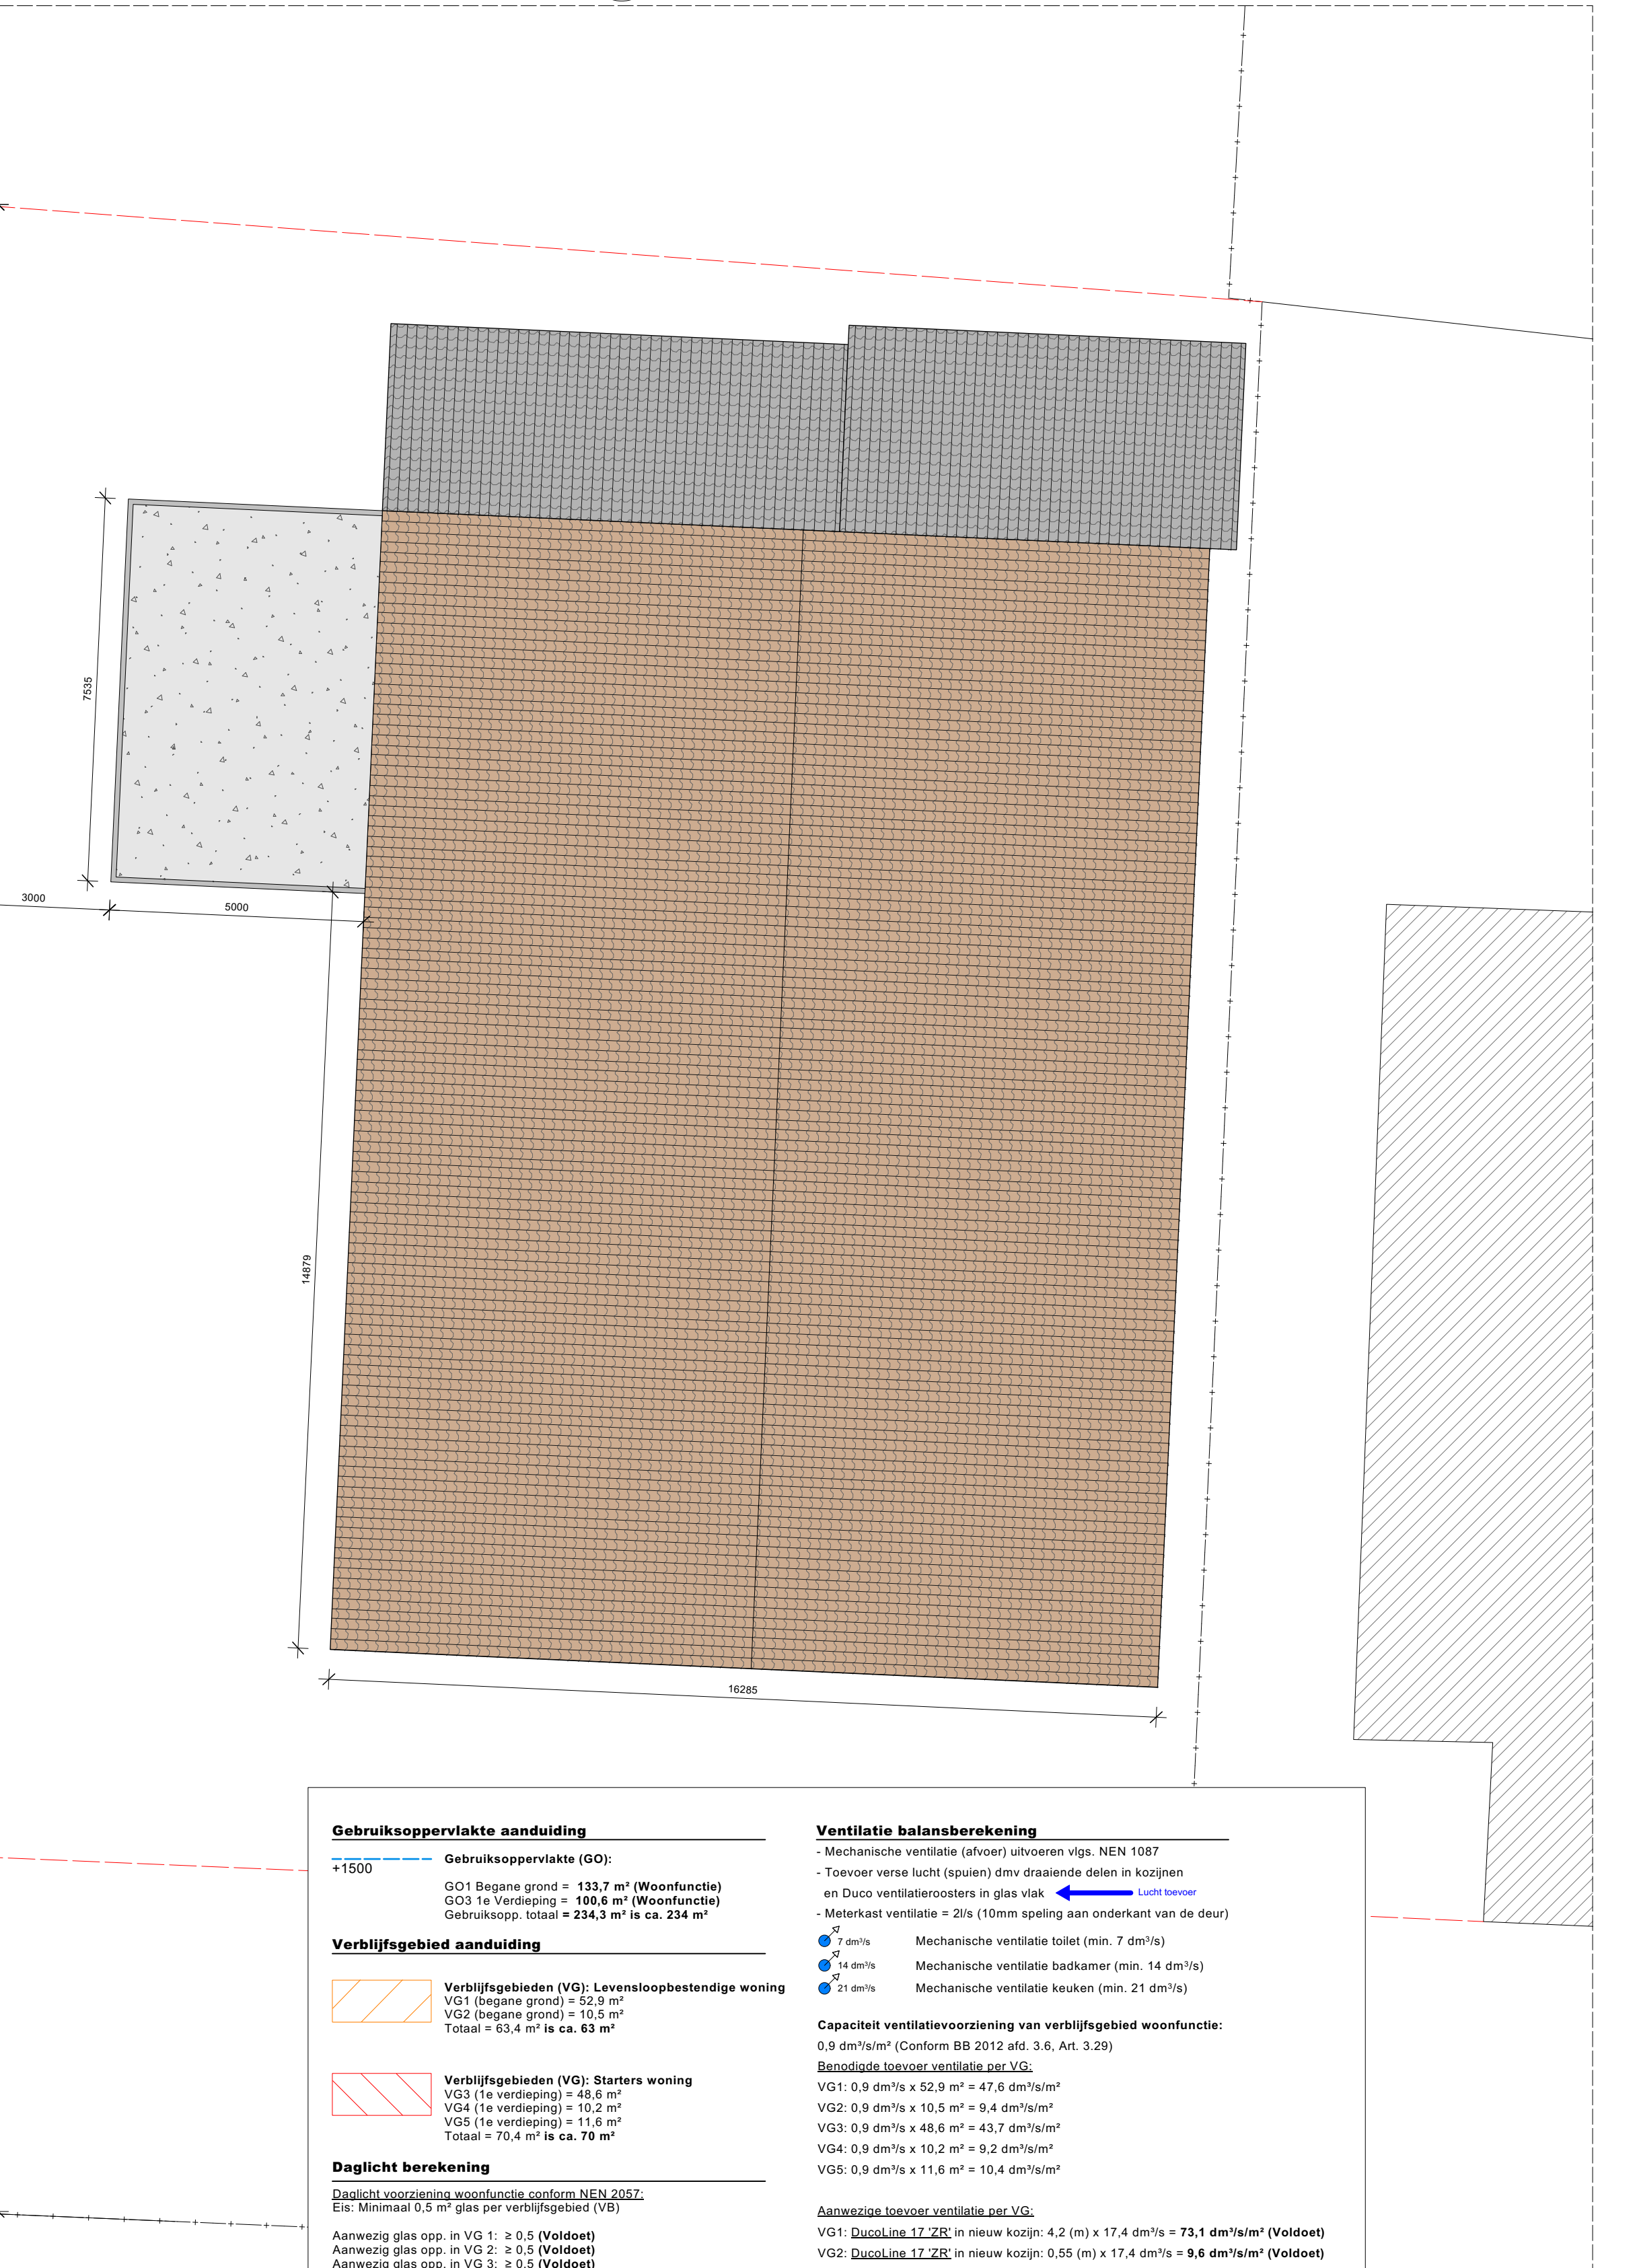 7535
3000
5000
14879
16285
Gebruiksoppervlakte aanduiding
+1500
Gebruiksoppervlakte (GO):
GO1 Begane grond = 133,7 m² (Woonfunctie)
GO3 1e Verdieping = 100,6 m² (Woonfunctie)
Gebruiksopp. totaal = 234,3 m² is ca. 234 m²
Verblijfsgebied aanduiding
Verblijfsgebieden (VG): Levensloopbestendige woning
VG1 (begane grond) = 52,9 m²
VG2 (begane grond) = 10,5 m²
Totaal = 63,4 m² is ca. 63 m²
Verblijfsgebieden (VG): Starters woning
VG3 (1e verdieping) = 48,6 m²
VG4 (1e verdieping) = 10,2 m²
VG5 (1e verdieping) = 11,6 m²
Totaal = 70,4 m² is ca. 70 m²
Daglicht berekening
Daglicht voorziening woonfunctie conform NEN 2057:
Eis: Minimaal 0,5 m² glas per verblijfsgebied (VB)
Aanwezig glas opp. in VG 1: ≥ 0,5 (Voldoet)
Aanwezig glas opp. in VG 2: ≥ 0,5 (Voldoet)
Aanwezig glas opp. in VG 3: ≥ 0,5 (Voldoet)
Ventilatie balansberekening
- Mechanische ventilatie (afvoer) uitvoeren vlgs. NEN 1087
- Toevoer verse lucht (spuien) dmv draaiende delen in kozijnen
en Duco ventilatieroosters in glas vlak Lucht toevoer
- Meterkast ventilatie = 2l/s (10mm speling aan onderkant van de deur)
7 dm³/s Mechanische ventilatie toilet (min. 7 dm³/s)
14 dm³/s Mechanische ventilatie badkamer (min. 14 dm³/s)
21 dm³/s Mechanische ventilatie keuken (min. 21 dm³/s)
Capaciteit ventilatievoorziening van verblijfsgebied woonfunctie:
0,9 dm³/s/m² (Conform BB 2012 afd. 3.6, Art. 3.29)
Benodigde toevoer ventilatie per VG:
VG1: 0,9 dm³/s x 52,9 m² = 47,6 dm³/s/m²
VG2: 0,9 dm³/s x 10,5 m² = 9,4 dm³/s/m²
VG3: 0,9 dm³/s x 48,6 m² = 43,7 dm³/s/m²
VG4: 0,9 dm³/s x 10,2 m² = 9,2 dm³/s/m²
VG5: 0,9 dm³/s x 11,6 m² = 10,4 dm³/s/m²
Aanwezige toevoer ventilatie per VG:
VG1: DucoLine 17 'ZR' in nieuw kozijn: 4,2 (m) x 17,4 dm³/s = 73,1 dm³/s/m² (Voldoet)
VG2: DucoLine 17 'ZR' in nieuw kozijn: 0,55 (m) x 17,4 dm³/s = 9,6 dm³/s/m² (Voldoet)